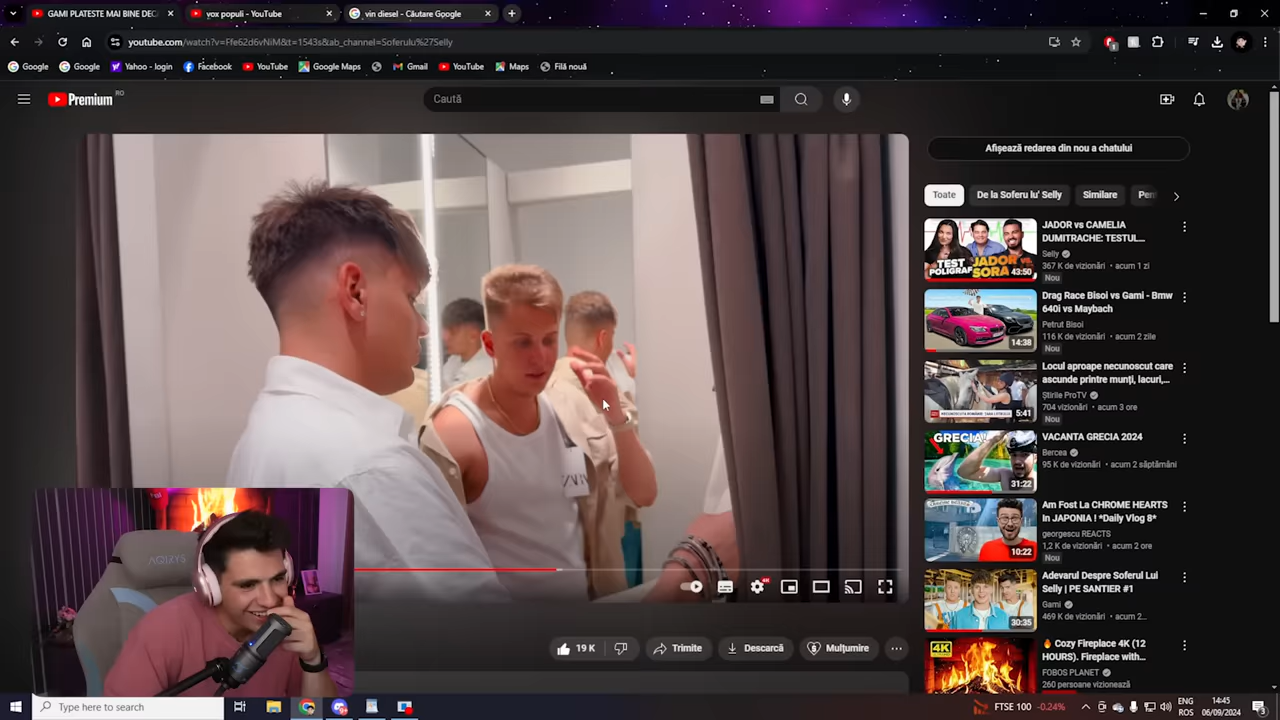 GAMI PLATESTE MAI BINE DEC
vox populi - YouTube
vin diesel - Căutare Google
youtube.com/watch?v=Ffe62d6vNiM&t=1543s&ab_channel=Soferulu%27Selly
Google
Google
Yahoo - login
Facebook
YouTube
Google Maps
Gmail
YouTube
Maps
Filă nouă
Premium RO
Caută
Afișează redarea din nou a chatului
Toate
De la Soferu lu' Selly
Similare
Pen
TEST POLIGRAF
JADOR VS. SORA
43:50
JADOR vs CAMELIA
DUMITRACHE: TESTUL...
Selly
367 K de vizionări • acum 1 zi
Nou
14:38
Drag Race Bisoi vs Gami - Bmw
640i vs Maybach
Petrut Bisoi
116 K de vizionări • acum 2 zile
Nou
5:41
Locul aproape necunoscut care
ascunde printre munți, lacuri,...
Știrile ProTV
704 vizionări • acum 3 ore
Nou
GRECIA!
31:22
VACANTA GRECIA 2024
Bercea
95 K de vizionări • acum 2 săptămâni
10:22
Am Fost La CHROME HEARTS
In JAPONIA ! *Daily Vlog 8*
georgescu REACTS
1,2 K de vizionări • acum 2 ore
Nou
30:35
Adevarul Despre Soferul Lui
Selly | PE SANTIER #1
Gami
469 K de vizionări • acum 2...
4K
🔥 Cozy Fireplace 4K (12
HOURS). Fireplace with...
FOBOS PLANET
260 persoane vizionează
AQIRYS
19 K
Trimite
Descarcă
Mulțumire
Type here to search
FTSE 100 -0.24%
ENG
ROS
14:45
06/09/2024